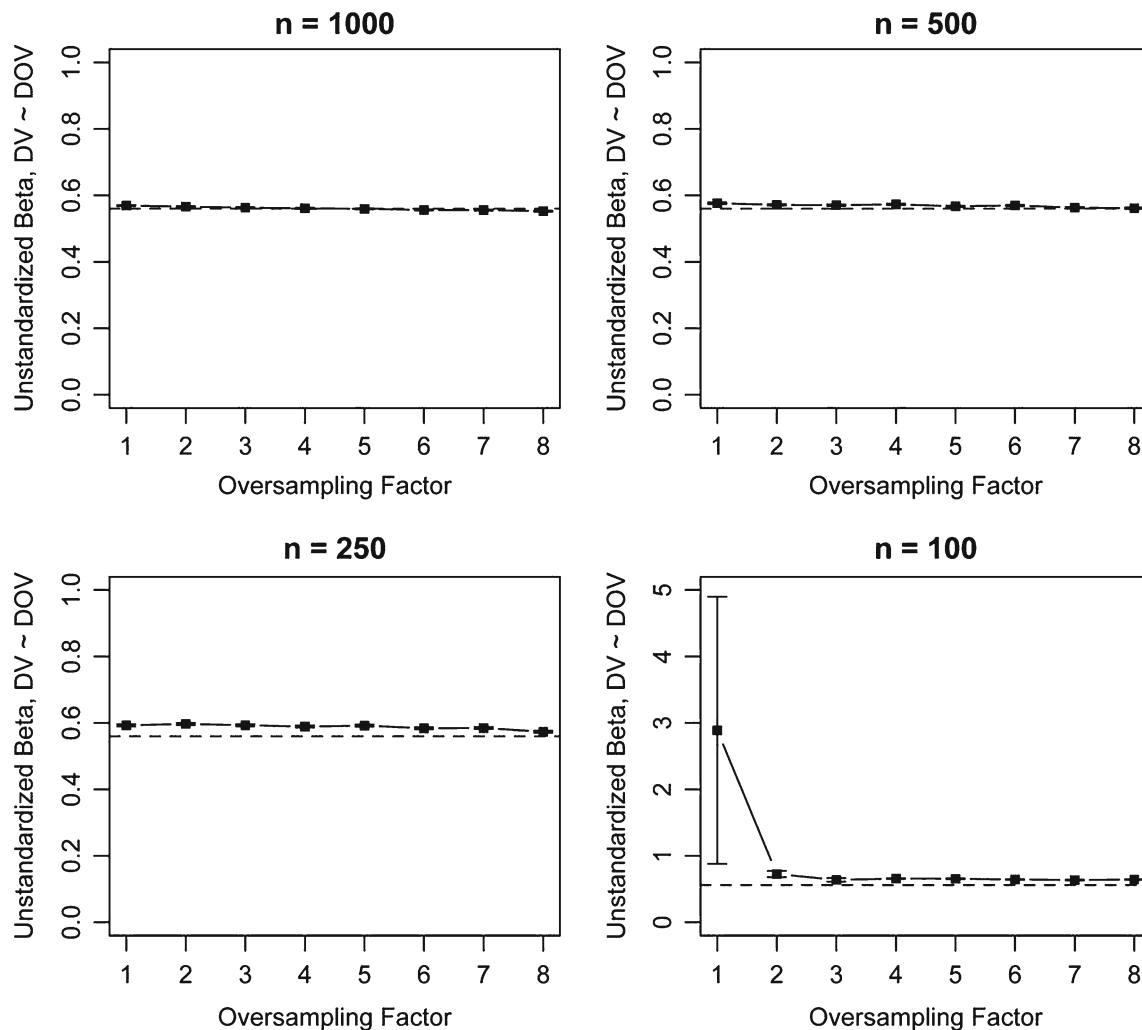 n = 1000
Unstandardized Beta, DV ~ DOV
1.0
0.8
0.6
0.4
0.2
0.0
1 2 3 4 5 6 7 8
Oversampling Factor
n = 500
Unstandardized Beta, DV ~ DOV
1.0
0.8
0.6
0.4
0.2
0.0
1 2 3 4 5 6 7 8
Oversampling Factor
n = 250
Unstandardized Beta, DV ~ DOV
1.0
0.8
0.6
0.4
0.2
0.0
1 2 3 4 5 6 7 8
Oversampling Factor
n = 100
Unstandardized Beta, DV ~ DOV
5
4
3
2
1
0
1 2 3 4 5 6 7 8
Oversampling Factor